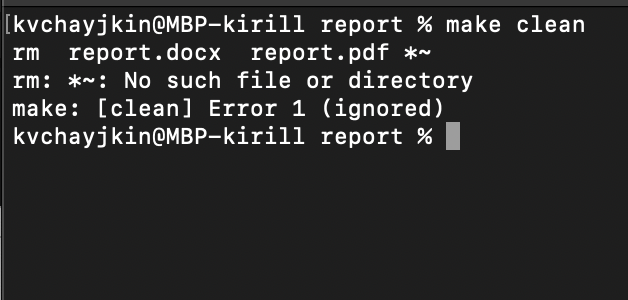 [kvchayjkin@MBP-kirill report % make clean
rm  report.docx  report.pdf *~
rm: *~: No such file or directory
make: [clean] Error 1 (ignored)
kvchayjkin@MBP-kirill report %